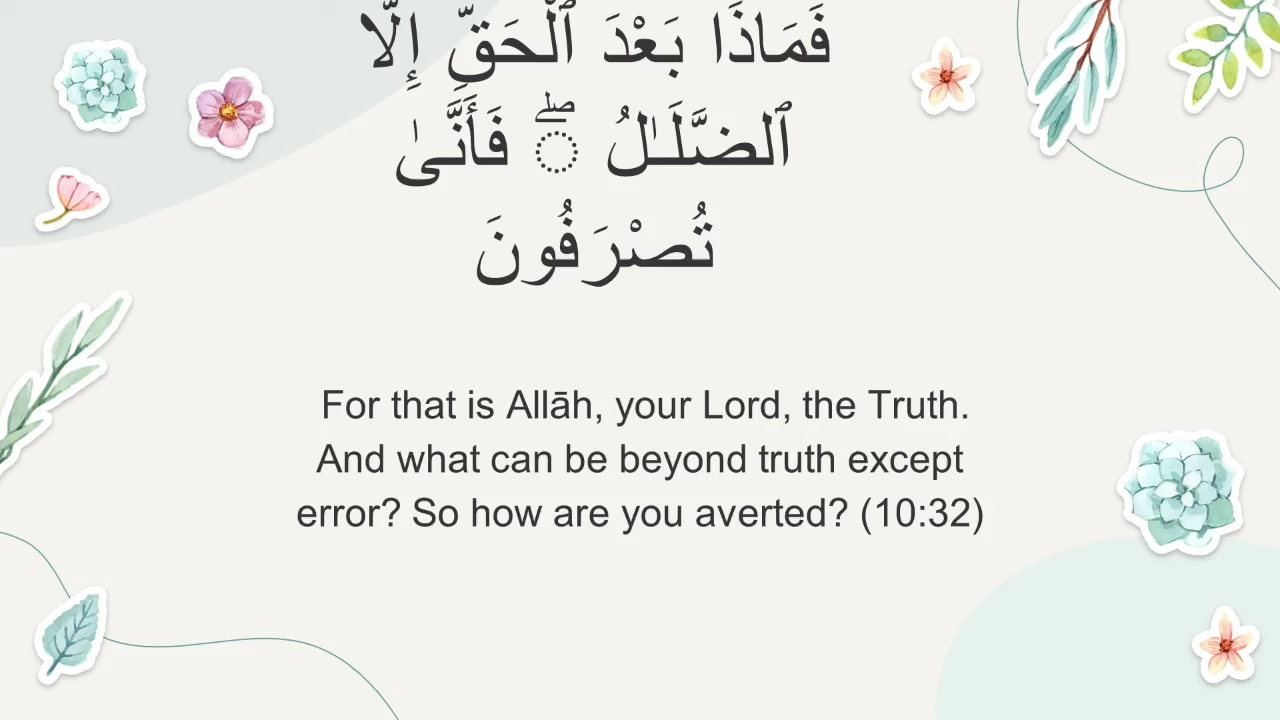 فَمَاذَا بَعْدَ ٱلْحَقِّ إِلَّا
ٱلضَّلَـٰلُ ۖ فَأَنَّىٰ
تُصْرَفُونَ
For that is Allāh, your Lord, the Truth.
And what can be beyond truth except
error? So how are you averted? (10:32)